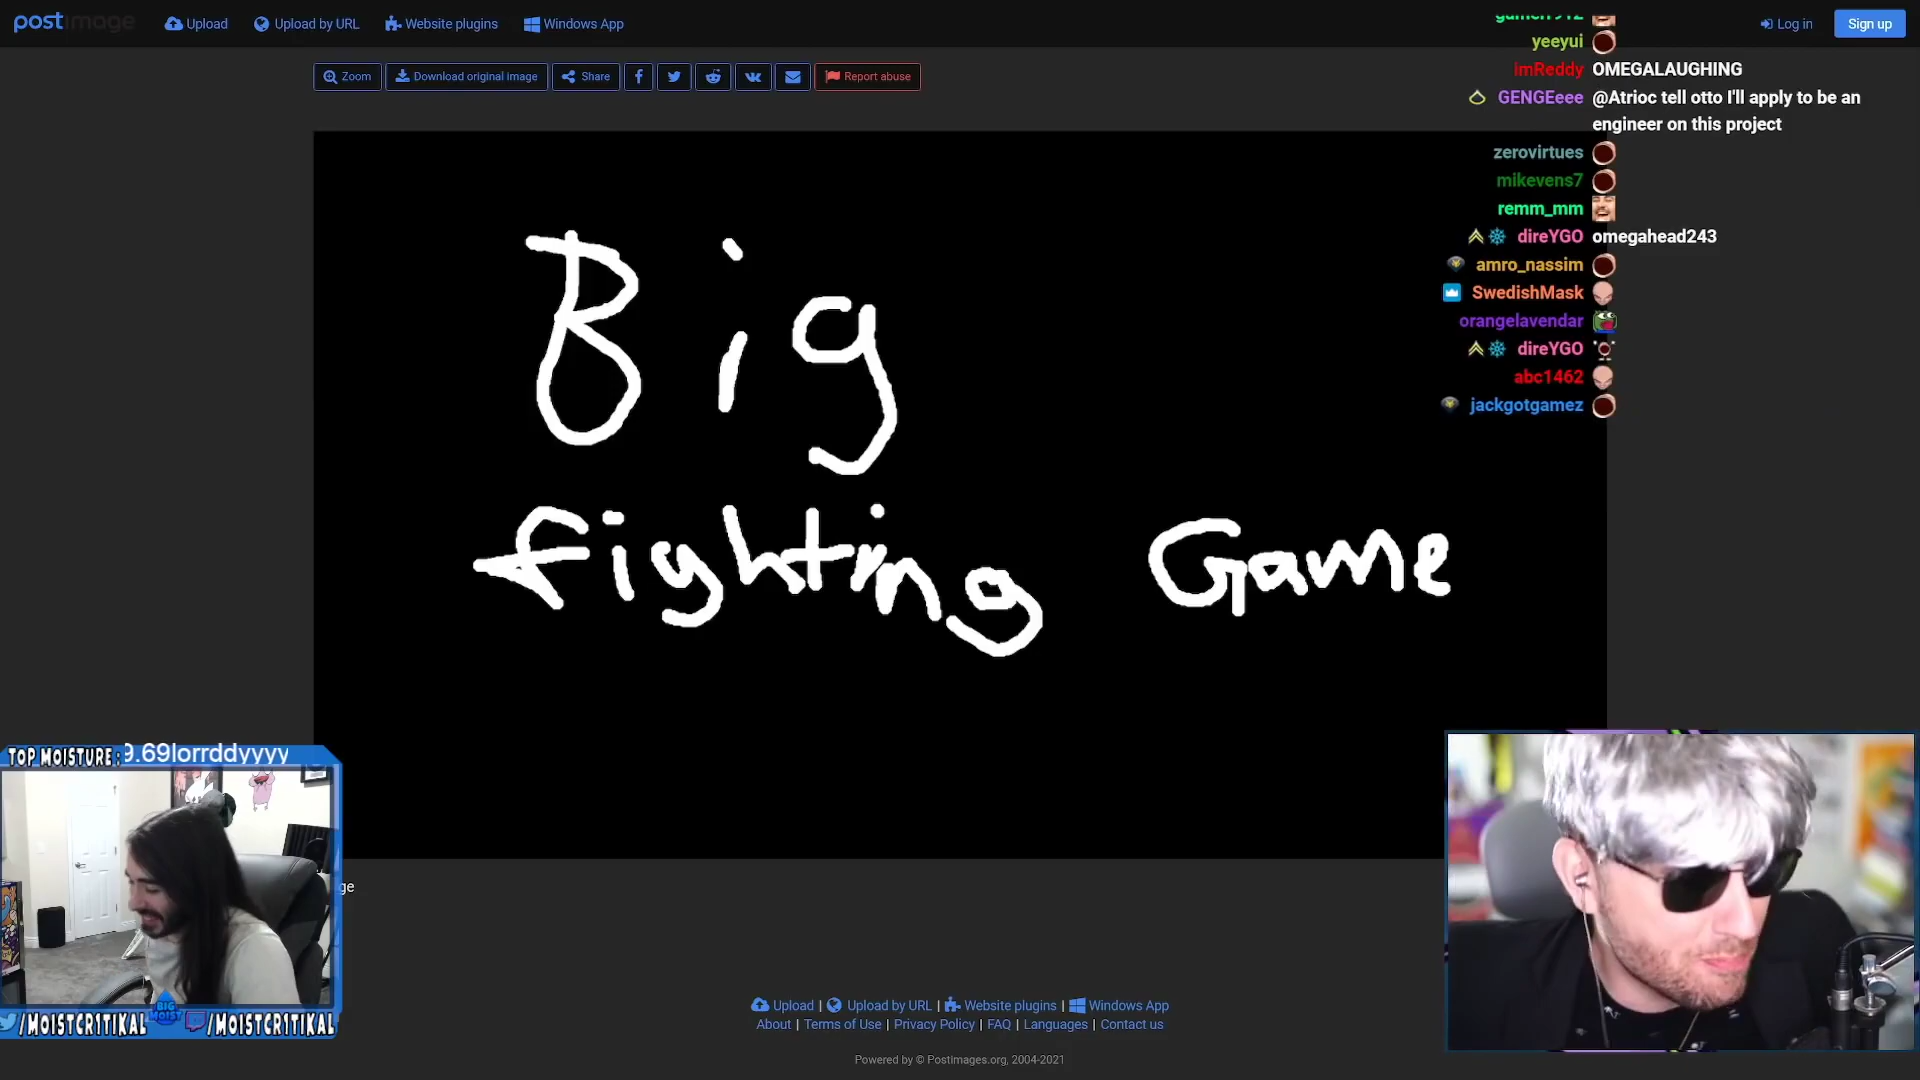 postimage
Upload
Upload by URL
Website plugins
Windows App
Log in
Sign up
Zoom
Download original image
Share
Report abuse
yeeyui
imReddy OMEGALAUGHING
GENGEeee @Atrioc tell otto I'll apply to be an
engineer on this project
zerovirtues
mikevens7
remm_mm
direYGO omegahead243
amro_nassim
SwedishMask
orangelavendar
direYGO
abc1462
jackgotgamez
Big
fighting Game
TOP MOISTURE: 9.69lorrddyyyy
ge
BIG
MOIST
/MOISTCR1TIKAL /MOISTCR1TIKAL
Upload | Upload by URL | Website plugins | Windows App
About | Terms of Use | Privacy Policy | FAQ | Languages | Contact us
Powered by © Postimages.org, 2004-2021